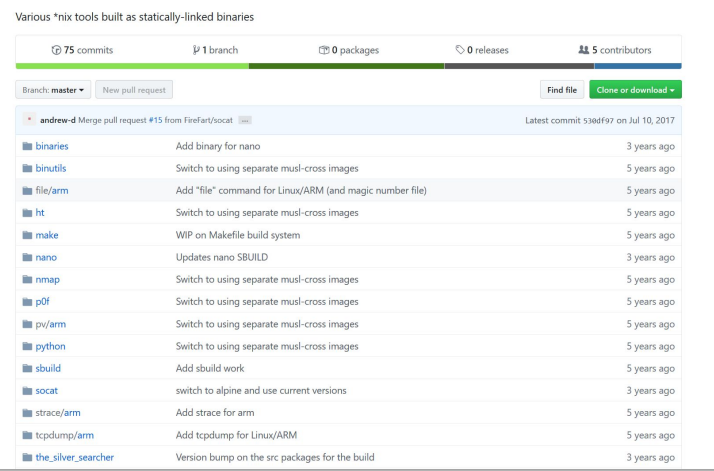 Various *nix tools built as statically-linked binaries
75 commits 1 branch 0 packages 0 releases 5 contributors
Branch: master New pull request Find file Clone or download
andrew-d Merge pull request #15 from FireFart/socat ... Latest commit 530df97 on Jul 10, 2017
binaries Add binary for nano 3 years ago
binutils Switch to using separate musl-cross images 5 years ago
file/arm Add "file" command for Linux/ARM (and magic number file) 5 years ago
ht Switch to using separate musl-cross images 5 years ago
make WIP on Makefile build system 5 years ago
nano Updates nano SBUILD 3 years ago
nmap Switch to using separate musl-cross images 5 years ago
p0f Switch to using separate musl-cross images 5 years ago
pv/arm Switch to using separate musl-cross images 5 years ago
python Switch to using separate musl-cross images 5 years ago
sbuild Add sbuild work 5 years ago
socat switch to alpine and use current versions 3 years ago
strace/arm Add strace for arm 5 years ago
tcpdump/arm Add tcpdump for Linux/ARM 5 years ago
the_silver_searcher Version bump on the src packages for the build 3 years ago